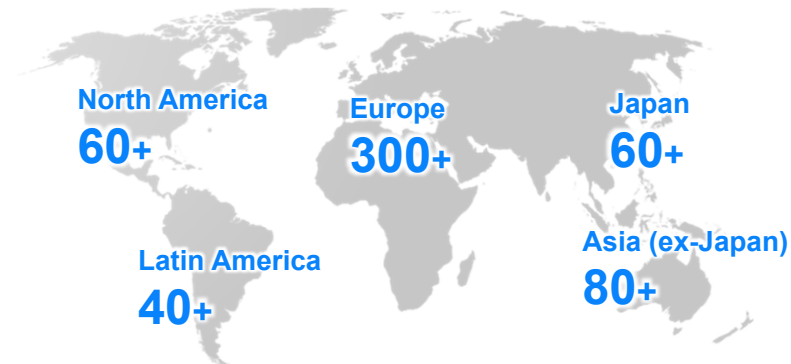 North America
60+
Europe
300+
Japan
60+
Latin America
40+
Asia (ex-Japan)
80+